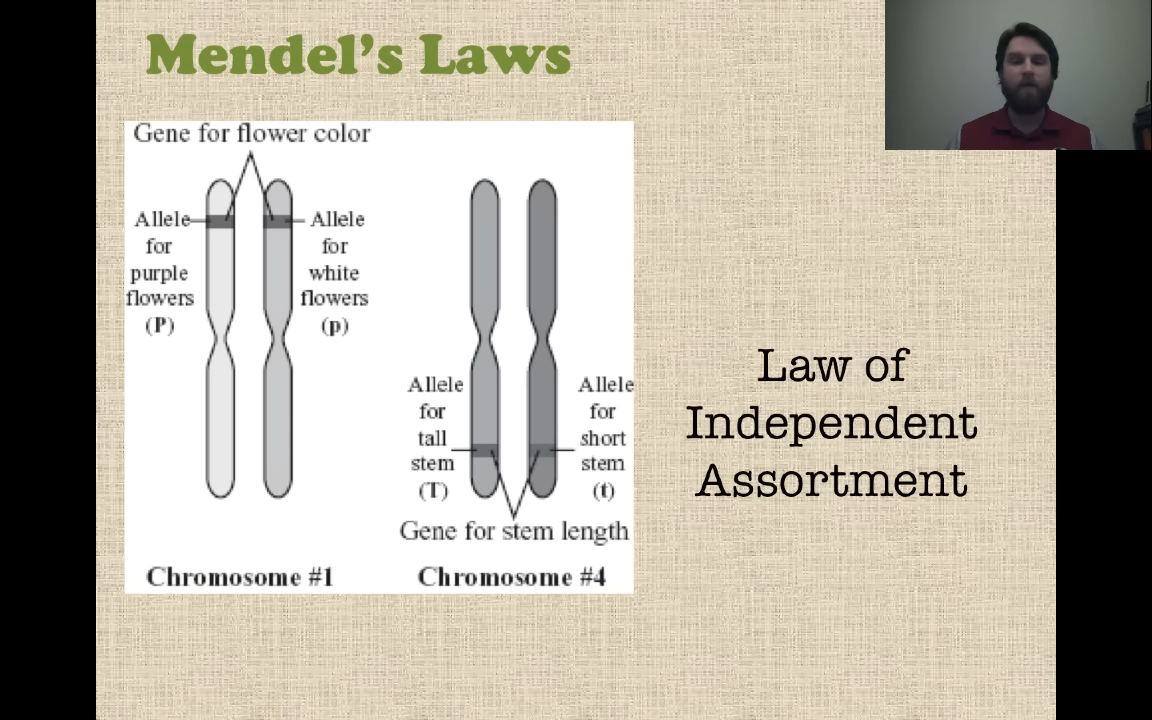 Mendel's Laws
Gene for flower color
Allele
for
purple
flowers
(P)
Allele
for
white
flowers
(p)
Allele
for
tall
stem
(T)
Allele
for
short
stem
(t)
Gene for stem length
Chromosome #1
Chromosome #4
Law of
Independent
Assortment